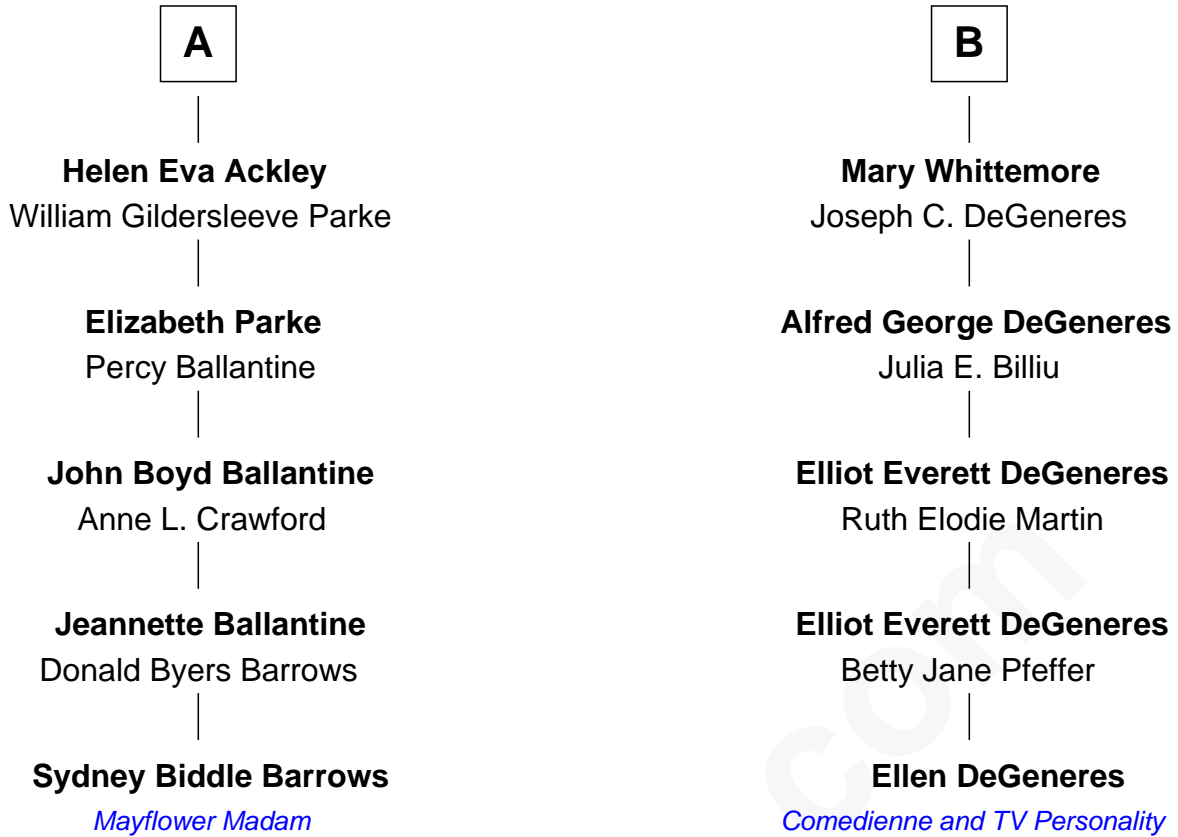 A
Helen Eva Ackley
William Gildersleeve Parke
Elizabeth Parke
Percy Ballantine
John Boyd Ballantine
Anne L. Crawford
Jeannette Ballantine
Donald Byers Barrows
Sydney Biddle Barrows
Mayflower Madam
B
Mary Whittemore
Joseph C. DeGeneres
Alfred George DeGeneres
Julia E. Billiu
Elliot Everett DeGeneres
Ruth Elodie Martin
Elliot Everett DeGeneres
Betty Jane Pfeffer
Ellen DeGeneres
Comedienne and TV Personality
com